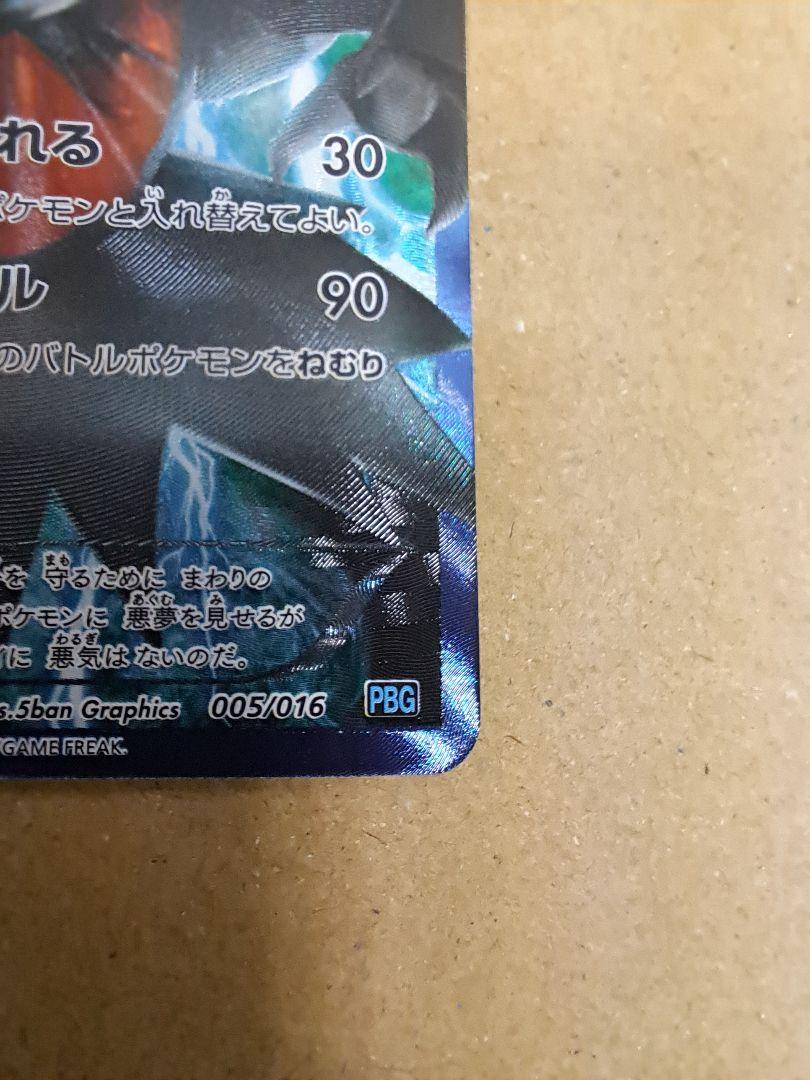 れる 30
ポケモンと入れ替えてよい。
ル 90
のバトルポケモンをねむり
を 守るために まわりの
ポケモンに 悪夢を見せるが
に 悪気は ないのだ。
s.5ban Graphics 005/016 PBG
GAME FREAK.